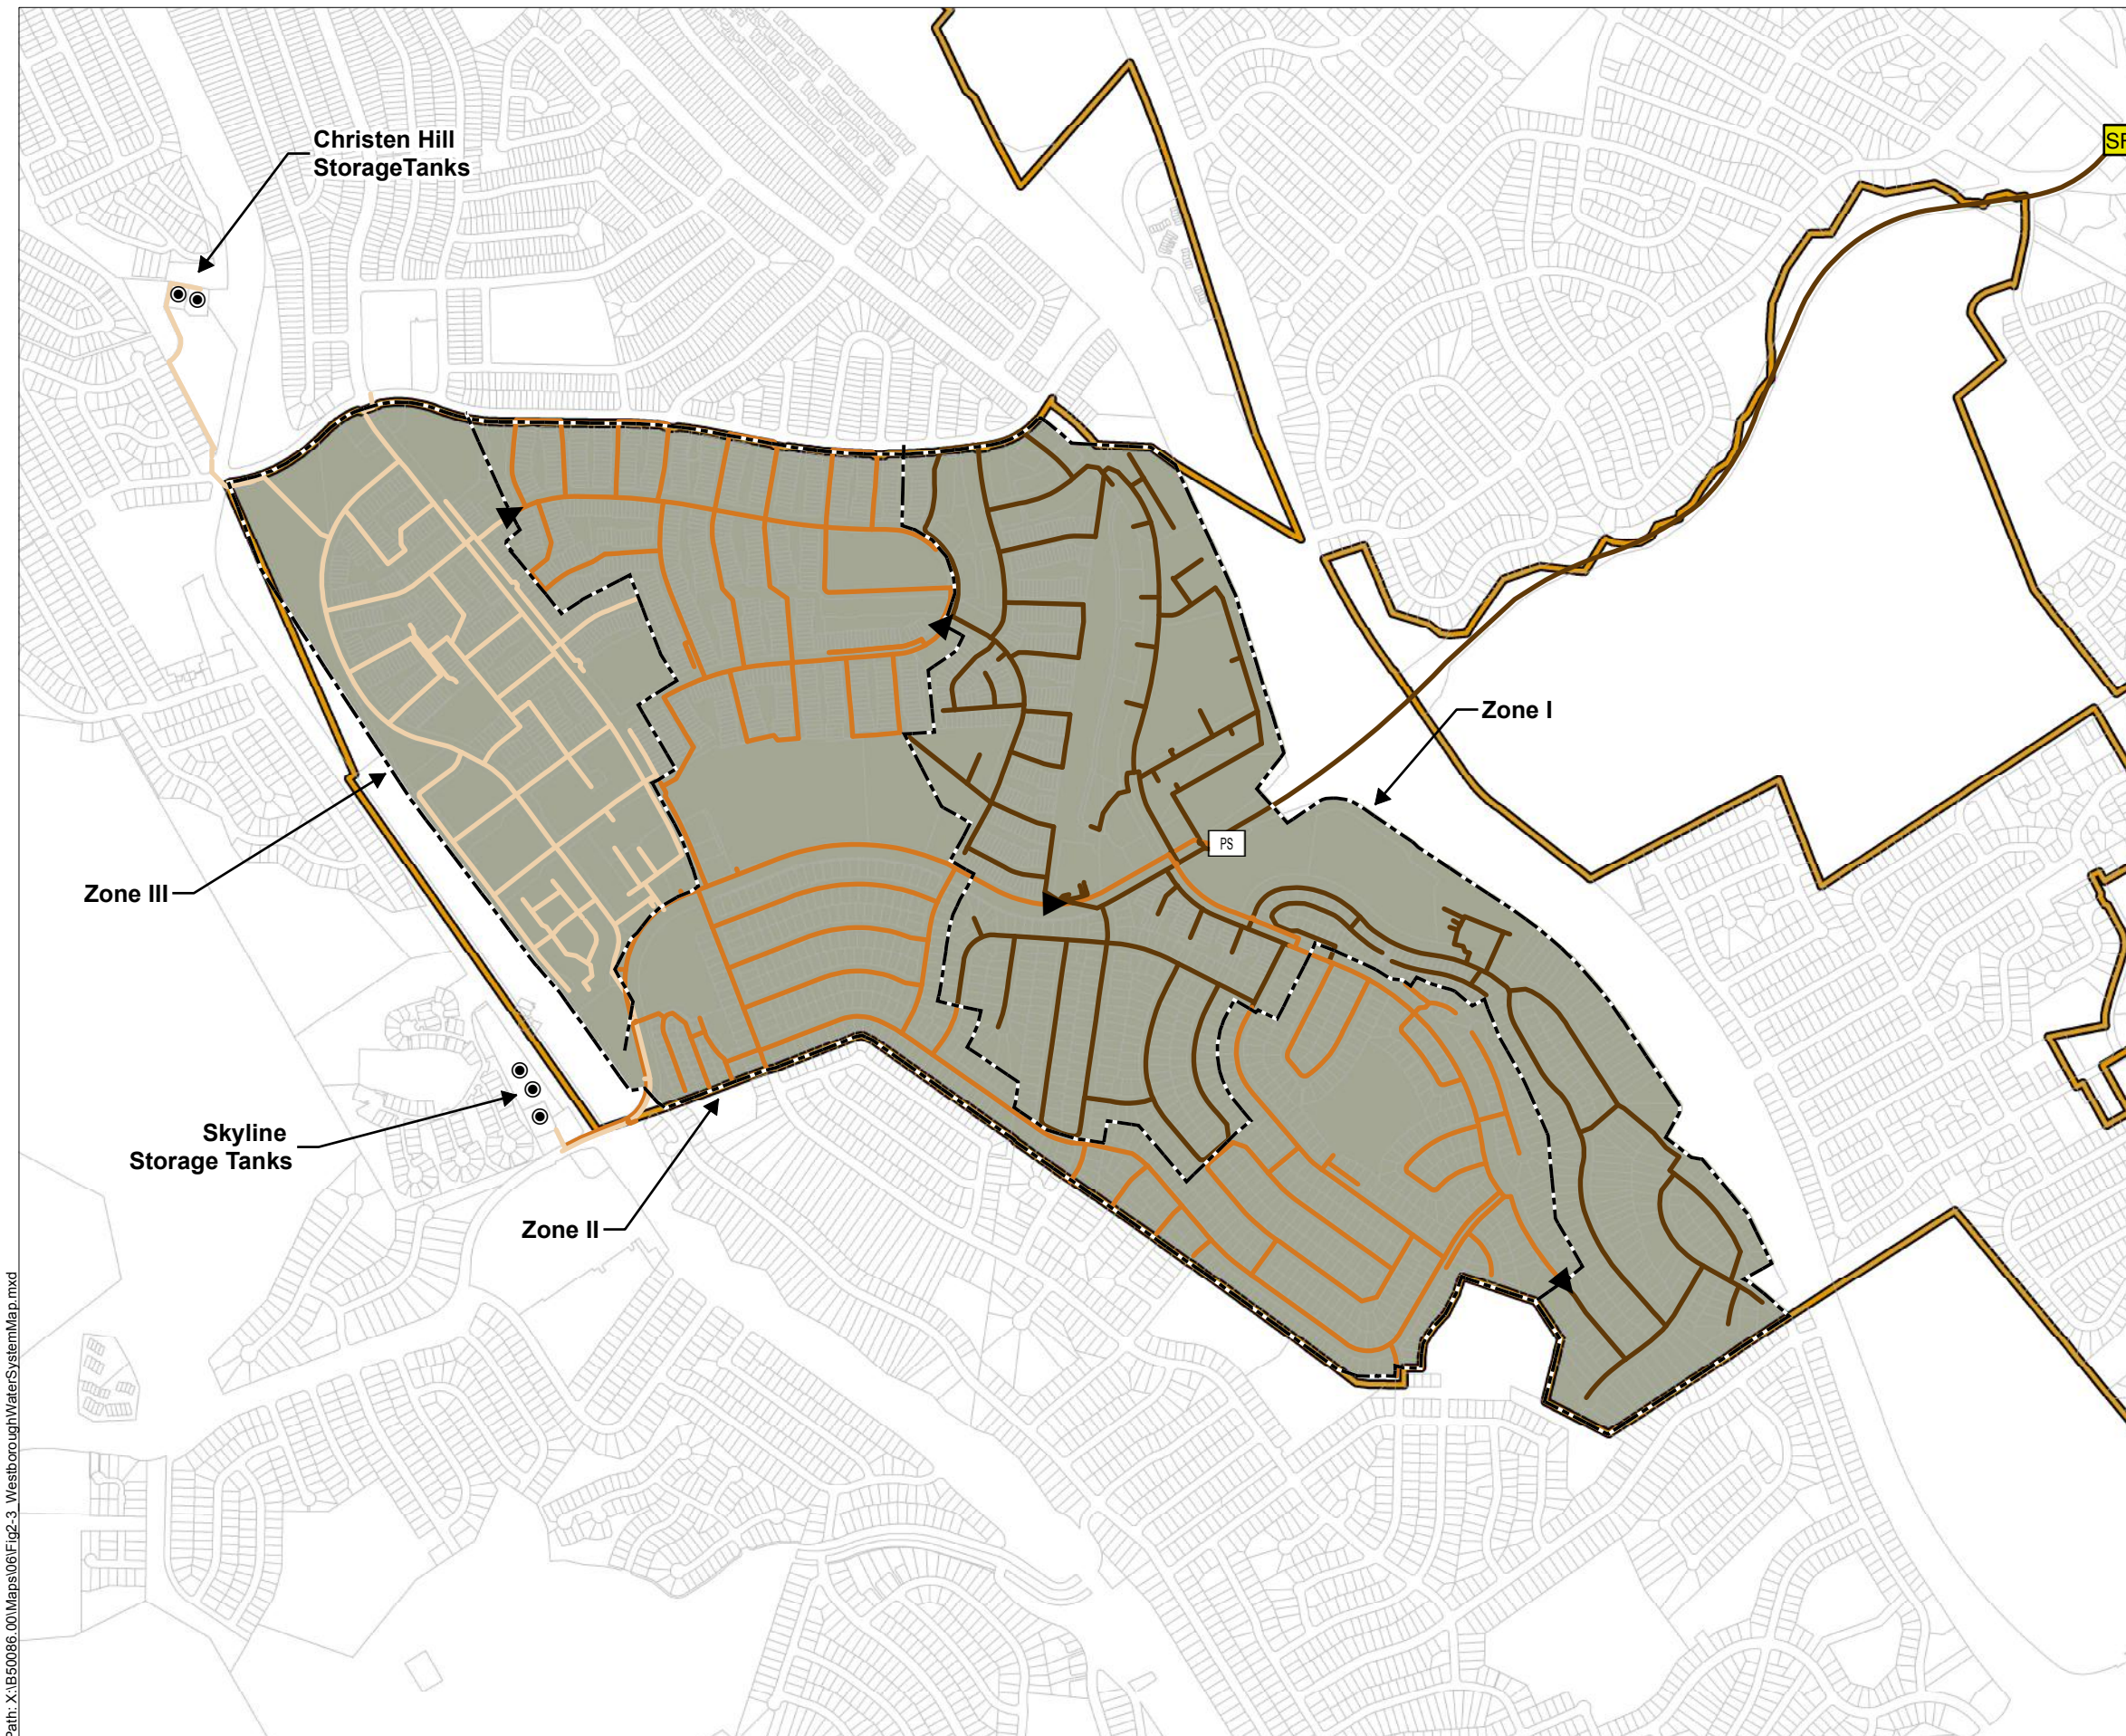 Christen Hill
StorageTanks
Zone I
PS
Zone III
Skyline
Storage Tanks
Zone II
Path: X:\B50086.00\Maps\06\Fig2-3_WestboroughWaterSystemMap.mxd